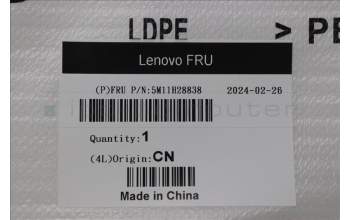 LDPE > PE
Lenovo FRU
(P)FRU P/N:5M11H28838 2024-02-26
Quantity:1
(4L)Origin:CN
Made in China